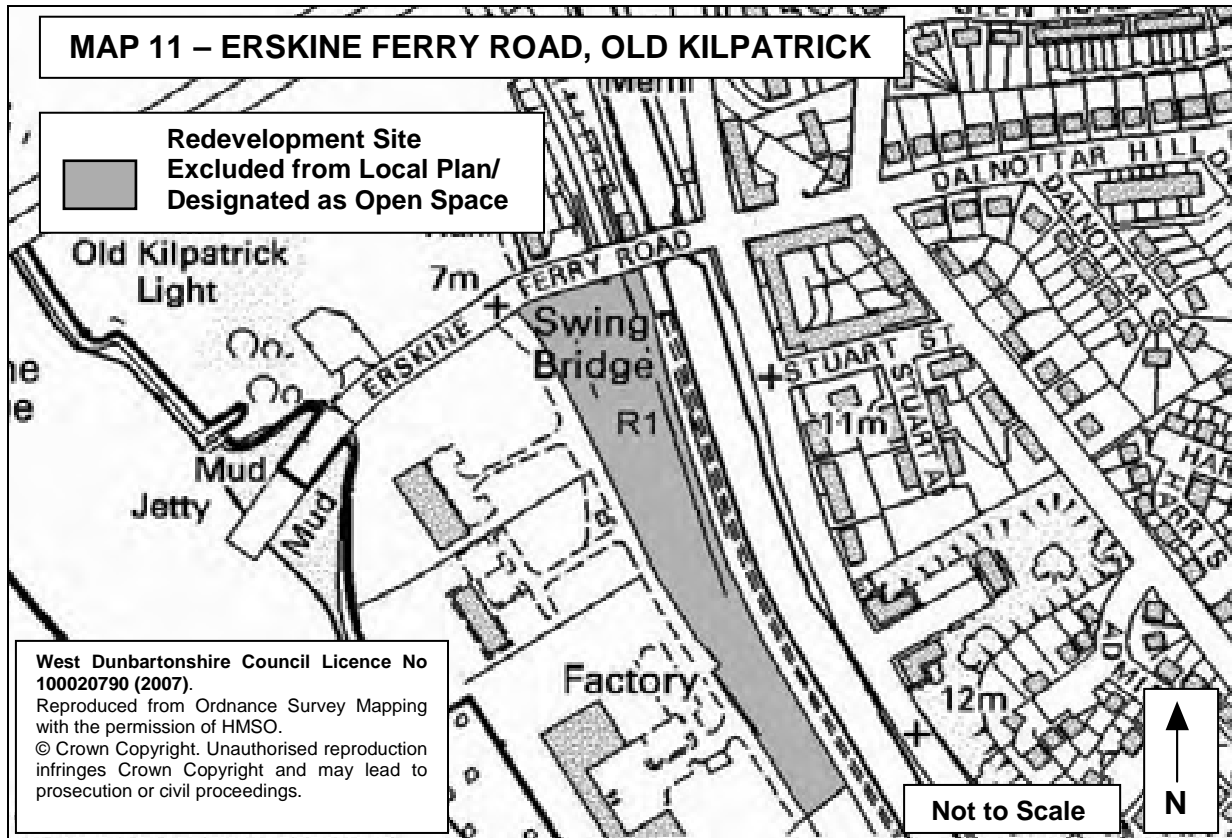 GLEN ROAD
MAP 11 – ERSKINE FERRY ROAD, OLD KILPATRICK
Meml
Redevelopment Site
Excluded from Local Plan/
Designated as Open Space
DALNOTTAR HILL
DALNOTTAR
Old Kilpatrick
Light
7m
ERSKINE FERRY ROAD
Swing
Bridge
R1
STUART ST
STUART
11m
Mud
Jetty
Mud
Factory
12m
West Dunbartonshire Council Licence No
100020790 (2007).
Reproduced from Ordnance Survey Mapping
with the permission of HMSO.
© Crown Copyright. Unauthorised reproduction
infringes Crown Copyright and may lead to
prosecution or civil proceedings.
Not to Scale
N